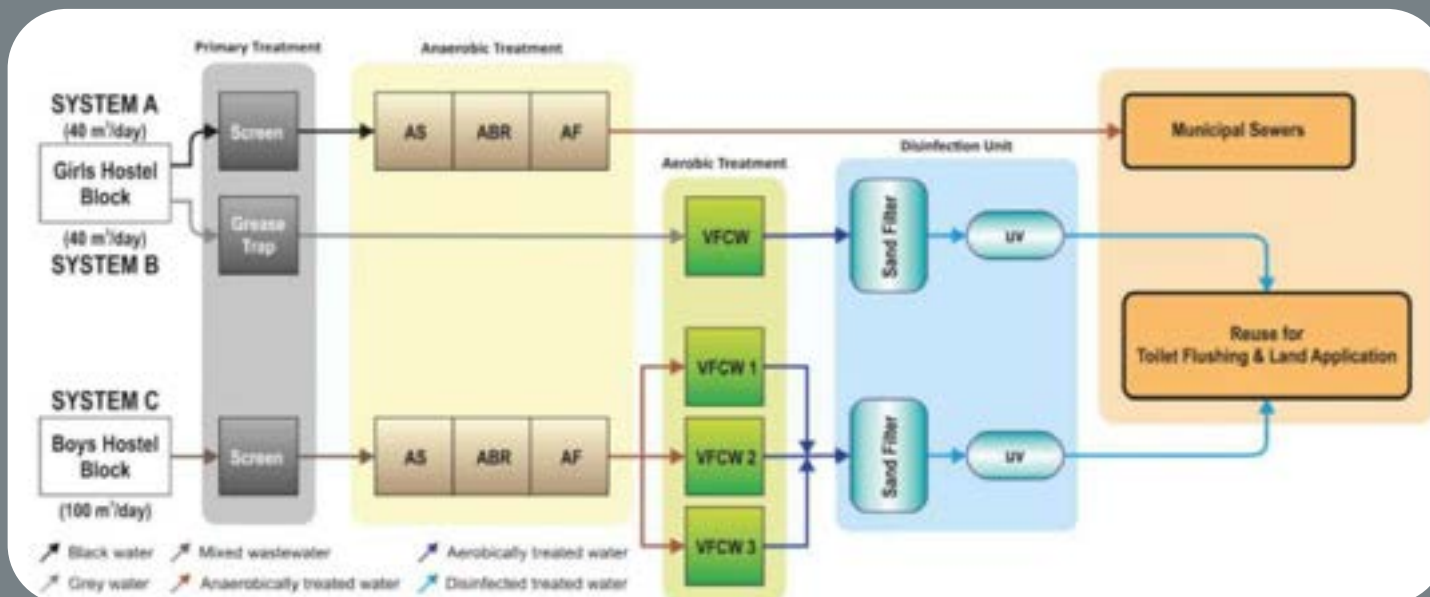 Primary Treatment
Anaerobic Treatment
SYSTEM A
(40 m³/day)
Girls Hostel
Block
(40 m³/day)
SYSTEM B
Screen
Grease
Trap
AS
ABR
AF
Municipal Sewers
Aerobic Treatment
Disinfection Unit
VFCW
Sand Filter
UV
Reuse for
Toilet Flushing & Land Application
SYSTEM C
Boys Hostel
Block
(100 m³/day)
Screen
AS
ABR
AF
VFCW 1
VFCW 2
VFCW 3
Sand Filter
UV
Black water
Mixed wastewater
Aerobically treated water
Grey water
Anaerobically treated water
Disinfected treated water